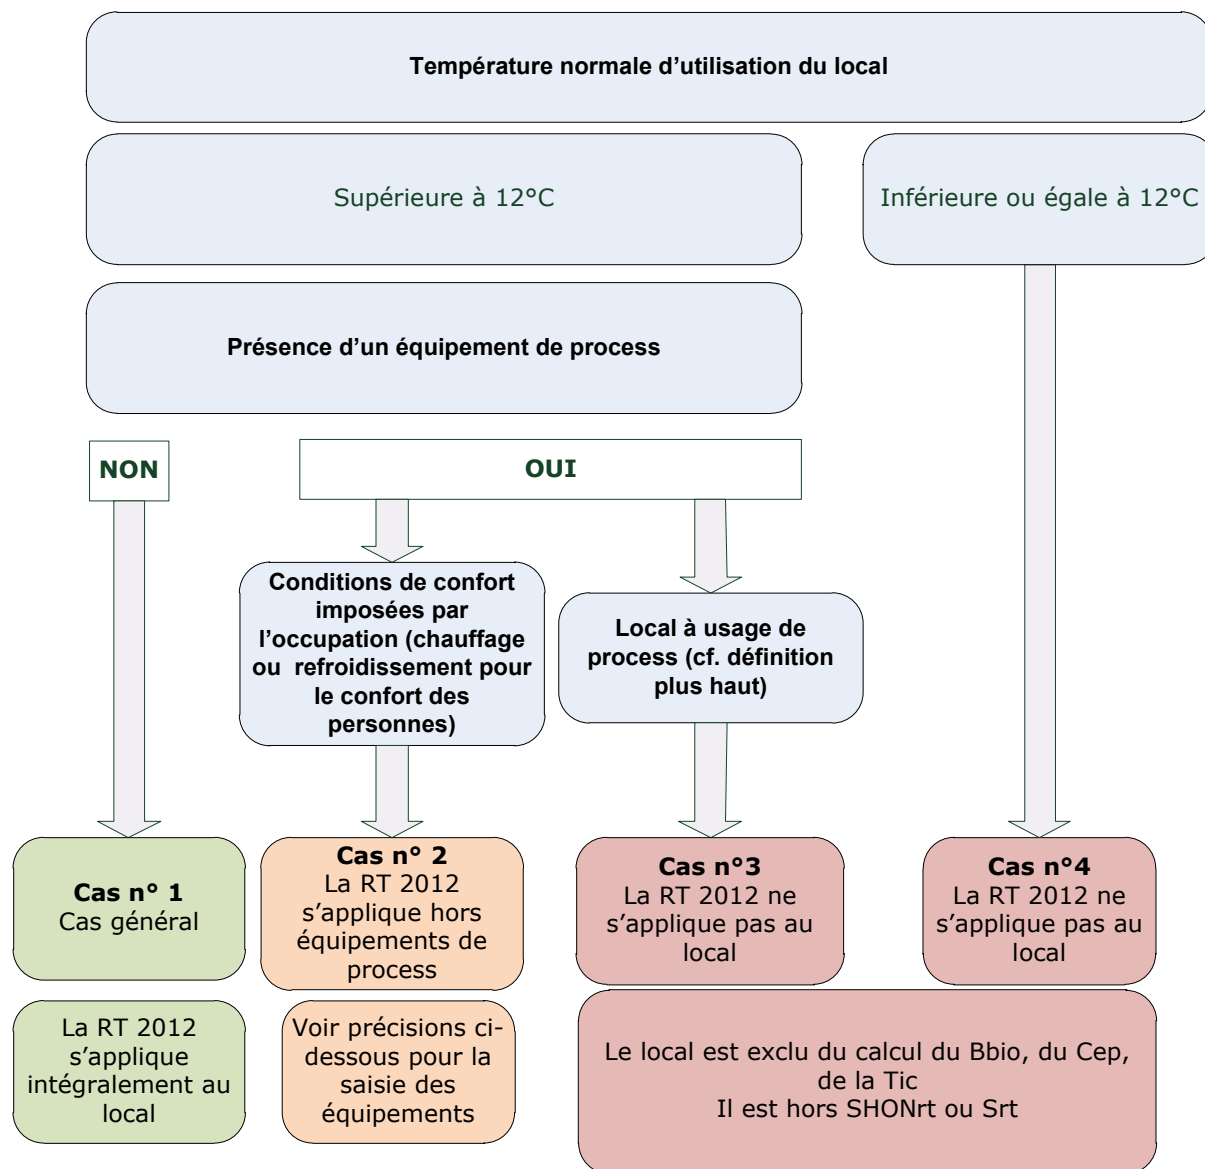 Température normale d'utilisation du local
Supérieure à 12°C
Inférieure ou égale à 12°C
Présence d'un équipement de process
NON
OUI
Conditions de confort
imposées par
l'occupation (chauffage
ou refroidissement pour
le confort des
personnes)
Local à usage de
process (cf. définition
plus haut)
Cas n° 1
Cas général
Cas n° 2
La RT 2012
s'applique hors
équipements de
process
Cas n°3
La RT 2012 ne
s'applique pas au
local
Cas n°4
La RT 2012 ne
s'applique pas au
local
La RT 2012
s'applique
intégralement au
local
Voir précisions ci-
dessous pour la
saisie des
équipements
Le local est exclu du calcul du Bbio, du Cep,
de la Tic
Il est hors SHONrt ou Srt